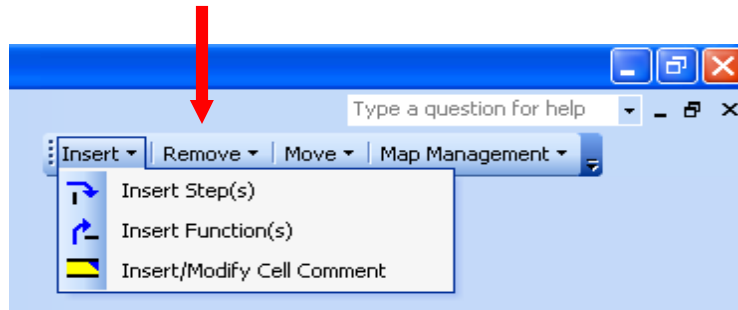 Type a question for help
Insert Remove Move Map Management
Insert Step(s)
Insert Function(s)
Insert/Modify Cell Comment